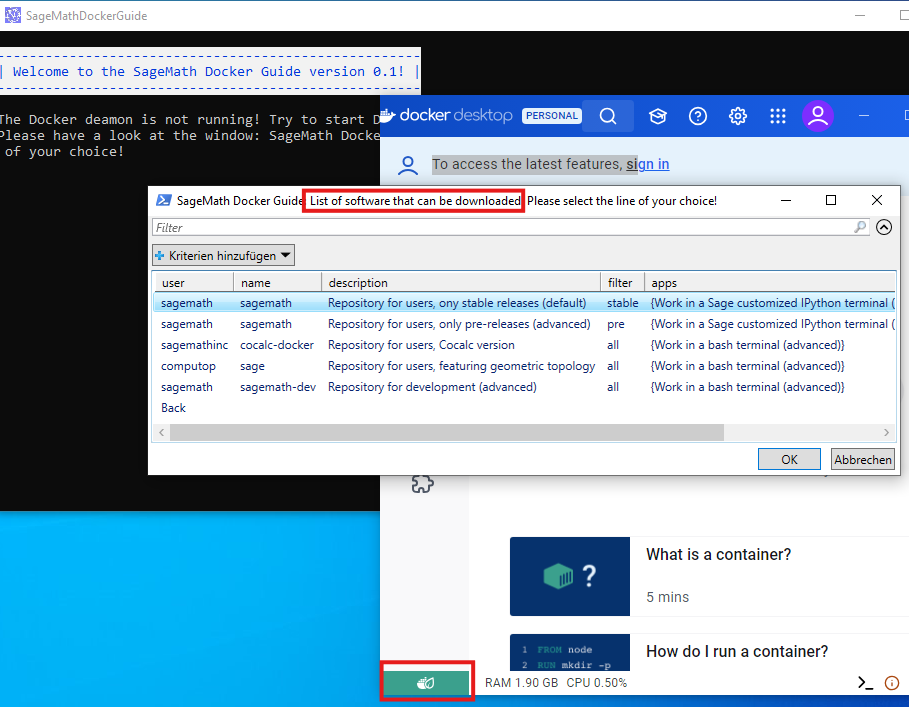 SageMathDockerGuide
| Welcome to the SageMath Docker Guide version 0.1! |
The Docker deamon is not running! Try to start D
Please have a look at the window: SageMath Docke
of your choice!
docker desktop PERSONAL
To access the latest features, sign in
SageMath Docker Guide List of software that can be downloaded Please select the line of your choice!
Filter
Kriterien hinzufügen
user name description filter apps
sagemath sagemath Repository for users, ony stable releases (default) stable {Work in a Sage customized IPython terminal (
sagemath sagemath Repository for users, only pre-releases (advanced) pre {Work in a Sage customized IPython terminal (
sagemathinc cocalc-docker Repository for users, Cocalc version all {Work in a bash terminal (advanced)}
computop sage Repository for users, featuring geometric topology all {Work in a bash terminal (advanced)}
sagemath sagemath-dev Repository for development (advanced) all {Work in a bash terminal (advanced)}
Back
OK Abbrechen
What is a container?
?
5 mins
How do I run a container?
1 FROM node
2 RUN mkdir -p
RAM 1.90 GB CPU 0.50%